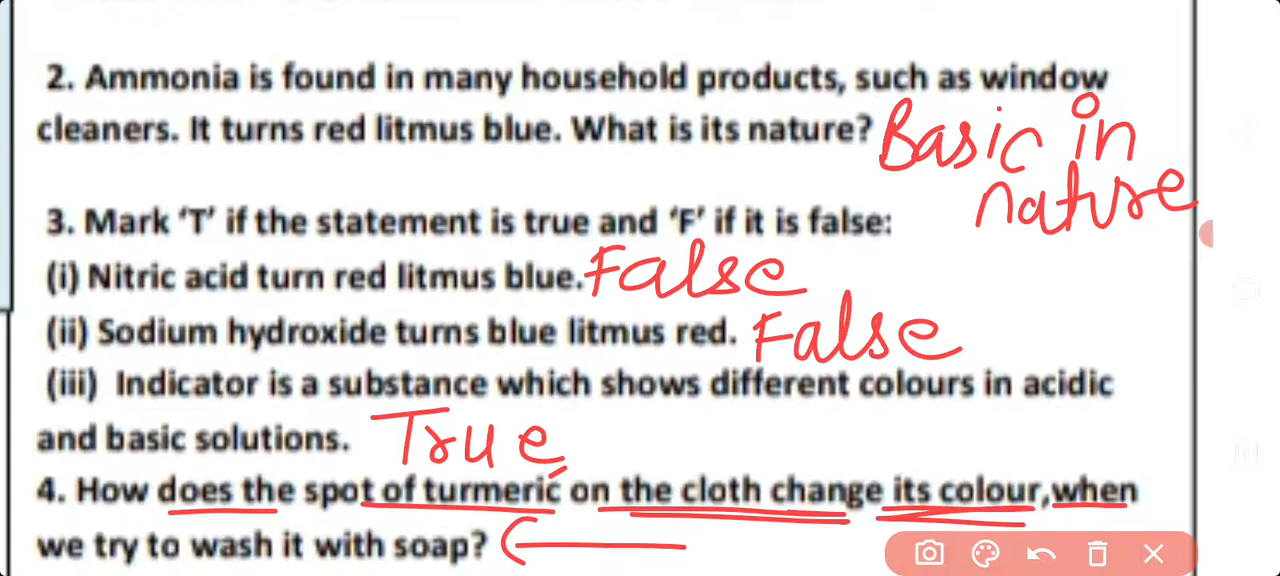 2. Ammonia is found in many household products, such as window
cleaners. It turns red litmus blue. What is its nature? Basic in
nature
3. Mark ‘T’ if the statement is true and ‘F’ if it is false:
(i) Nitric acid turn red litmus blue. False
(ii) Sodium hydroxide turns blue litmus red. False
(iii) Indicator is a substance which shows different colours in acidic
and basic solutions. True
4. How does the spot of turmeric on the cloth change its colour,when
we try to wash it with soap?